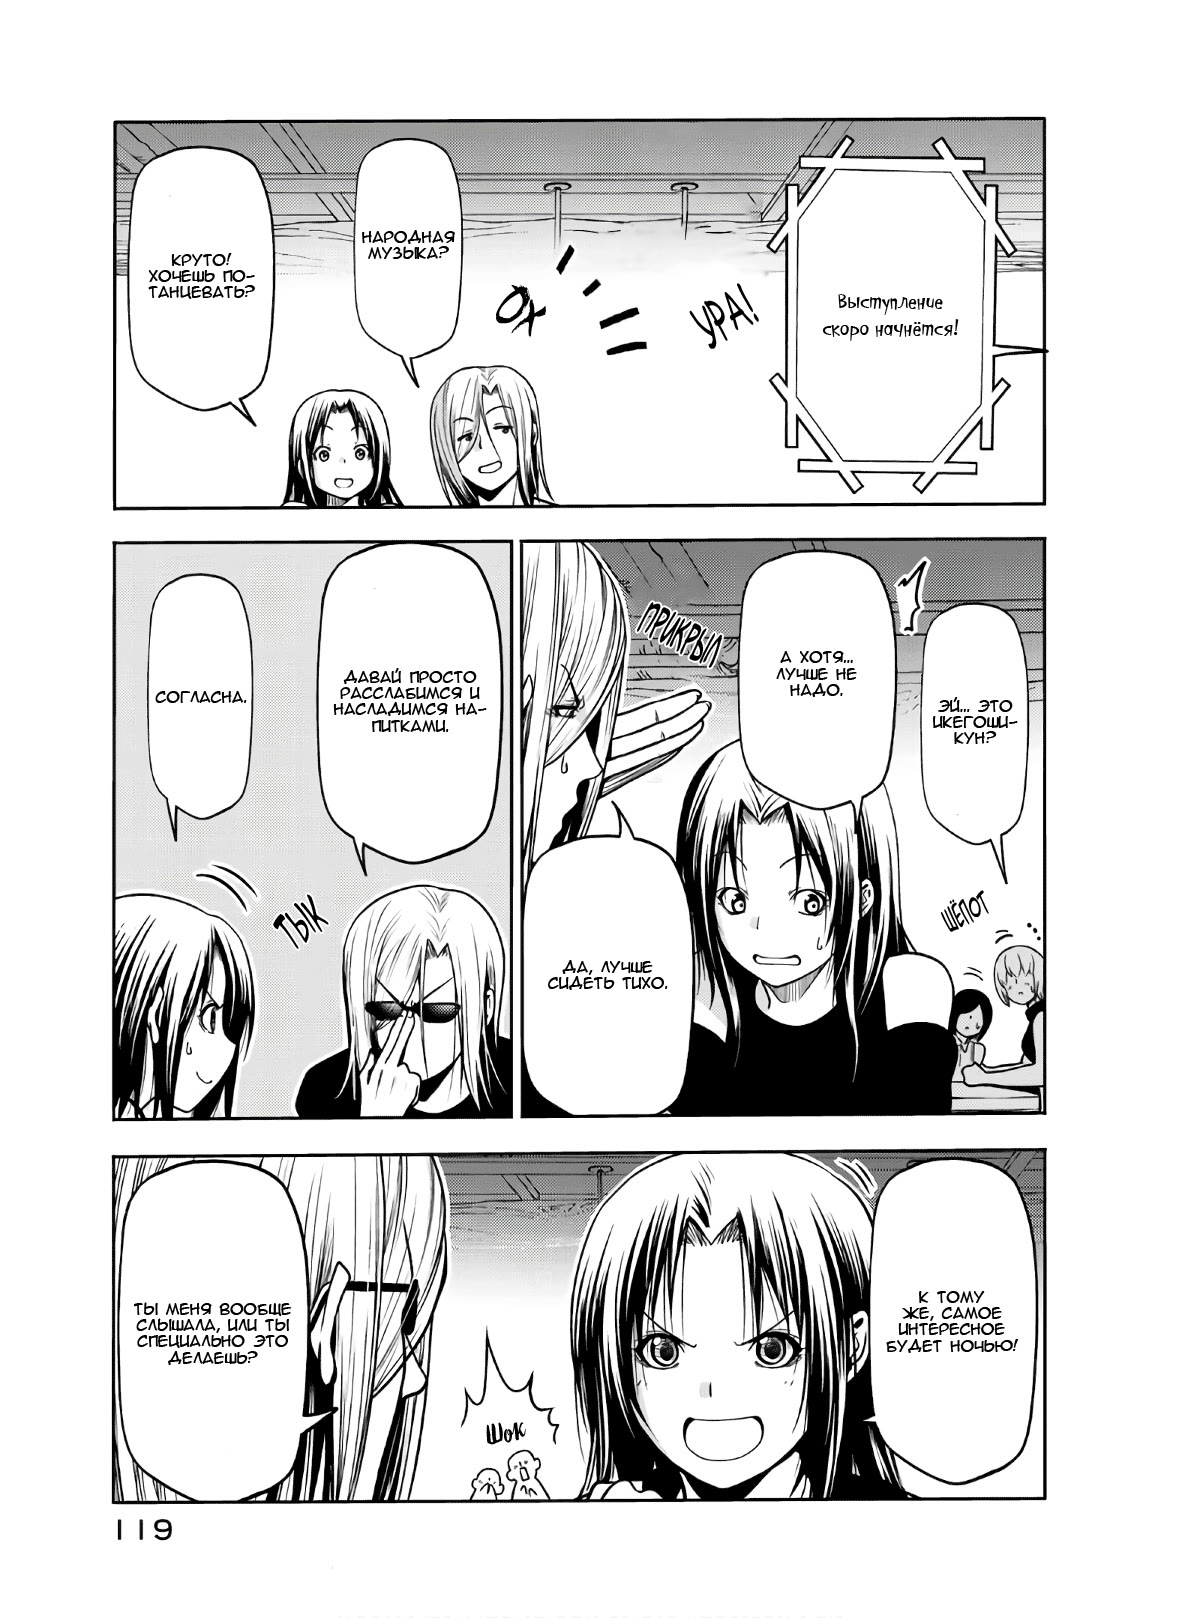 Выступление
скоро начнётся!
УРА!
ОХ
НАРОДНАЯ
МУЗЫКА?
КРУТО!
ХОЧЕШЬ ПО-
ТАНЦЕВАТЬ?
ЭЙ... ЭТО
ИКЕГОШИ-
КУН?
ШЁПОТ
А ХОТЯ...
ЛУЧШЕ НЕ
НАДО.
ПРИКРЫЛ
ДА, ЛУЧШЕ
СИДЕТЬ ТИХО.
ДАВАЙ ПРОСТО
РАССЛАБИМСЯ И
НАСЛАДИМСЯ НА-
ПИТКАМИ.
ТЫК
СОГЛАСНА.
К ТОМУ
ЖЕ, САМОЕ
ИНТЕРЕСНОЕ
БУДЕТ НОЧЬЮ!
ШОК
ТЫ МЕНЯ ВООБЩЕ
СЛЫШАЛА, ИЛИ ТЫ
СПЕЦИАЛЬНО ЭТО
ДЕЛАЕШЬ?
119